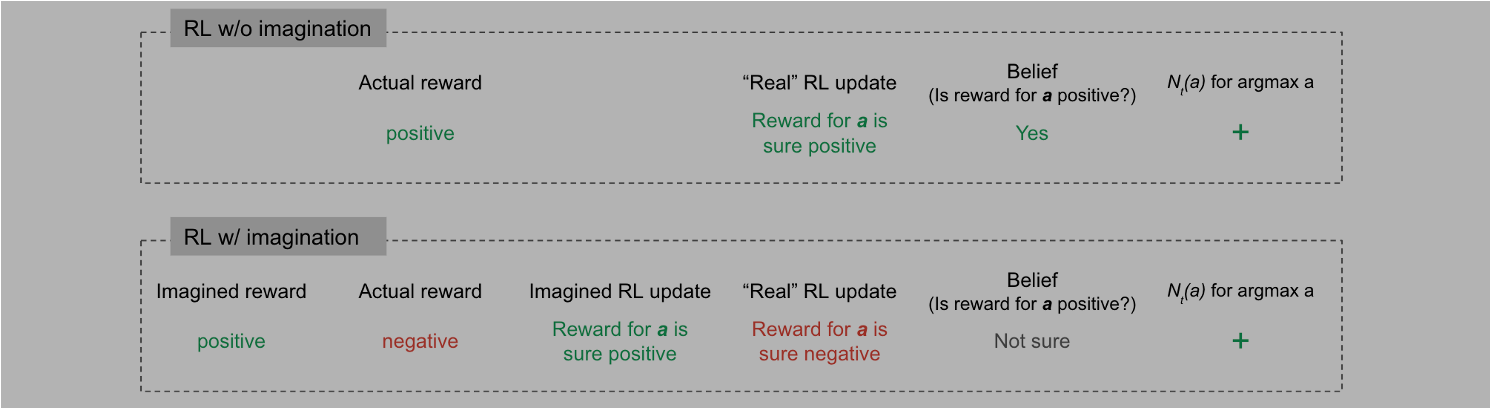 RL w/o imagination
Actual reward
“Real” RL update
Belief
(Is reward for a positive?)
Nt(a) for argmax a
positive
Reward for a is
sure positive
Yes
+
RL w/ imagination
Imagined reward
Actual reward
Imagined RL update
“Real” RL update
Belief
(Is reward for a positive?)
Nt(a) for argmax a
positive
negative
Reward for a is
sure positive
Reward for a is
sure negative
Not sure
+